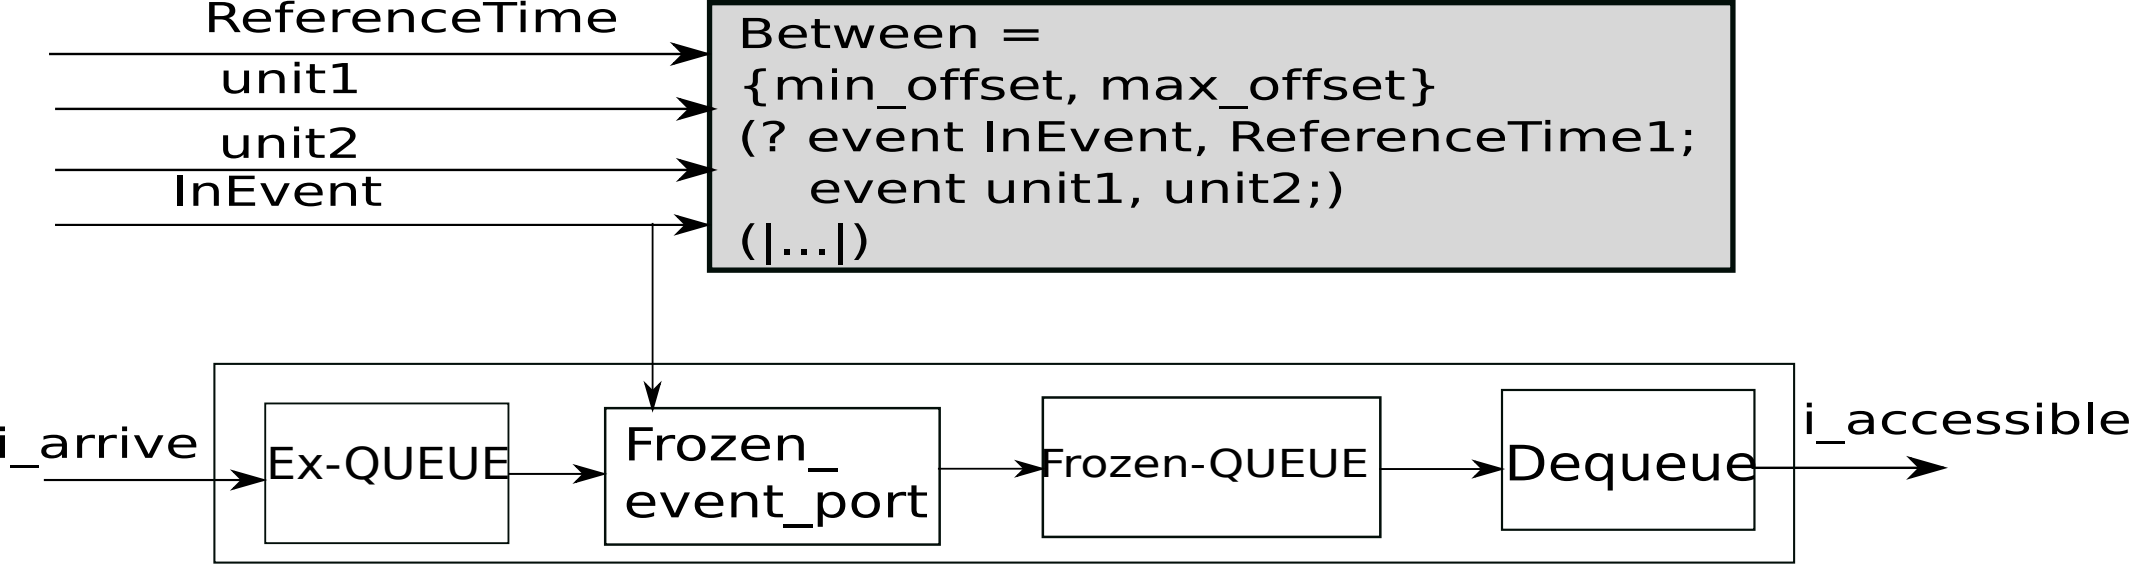 ReferenceTime
unit1
unit2
InEvent
Between =
{min_offset, max_offset}
(? event InEvent, ReferenceTime1;
event unit1, unit2;)
(|...|)
i_arrive
Ex-QUEUE
Frozen_
event_port
Frozen-QUEUE
Dequeue
i_accessible